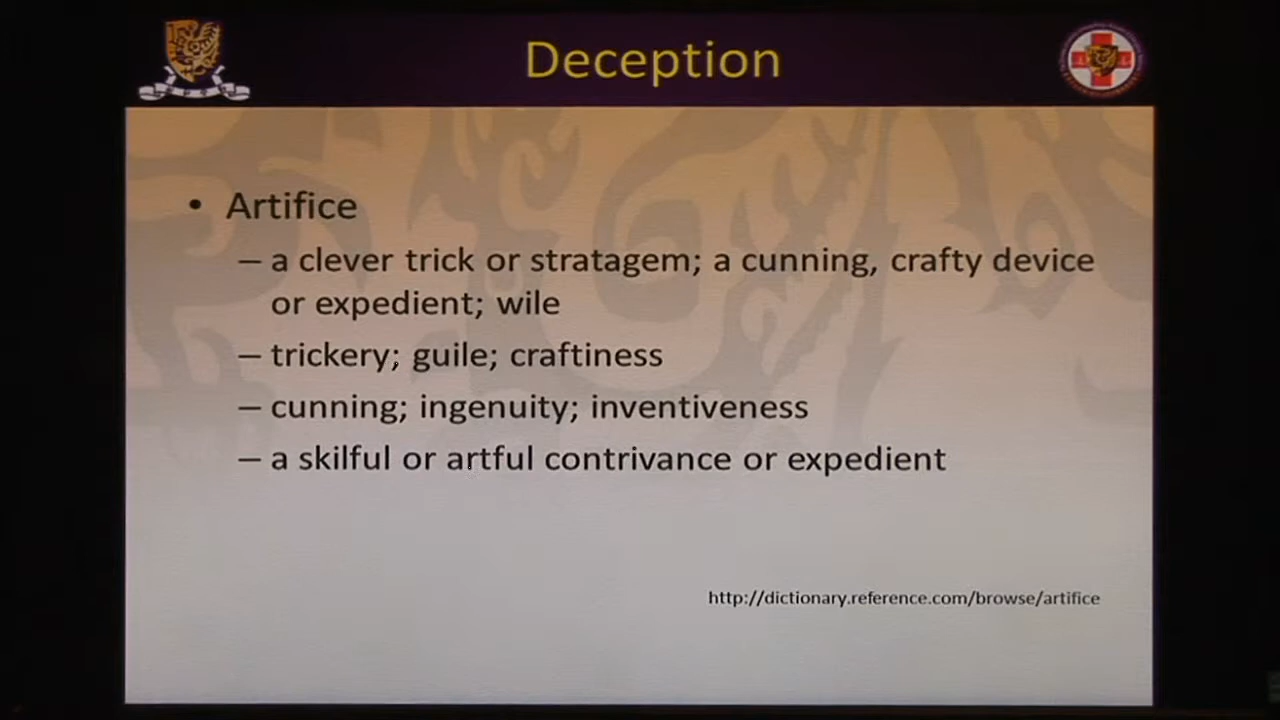 Deception
• Artifice
– a clever trick or stratagem; a cunning, crafty device
or expedient; wile
– trickery; guile; craftiness
– cunning; ingenuity; inventiveness
– a skilful or artful contrivance or expedient
http://dictionary.reference.com/browse/artifice